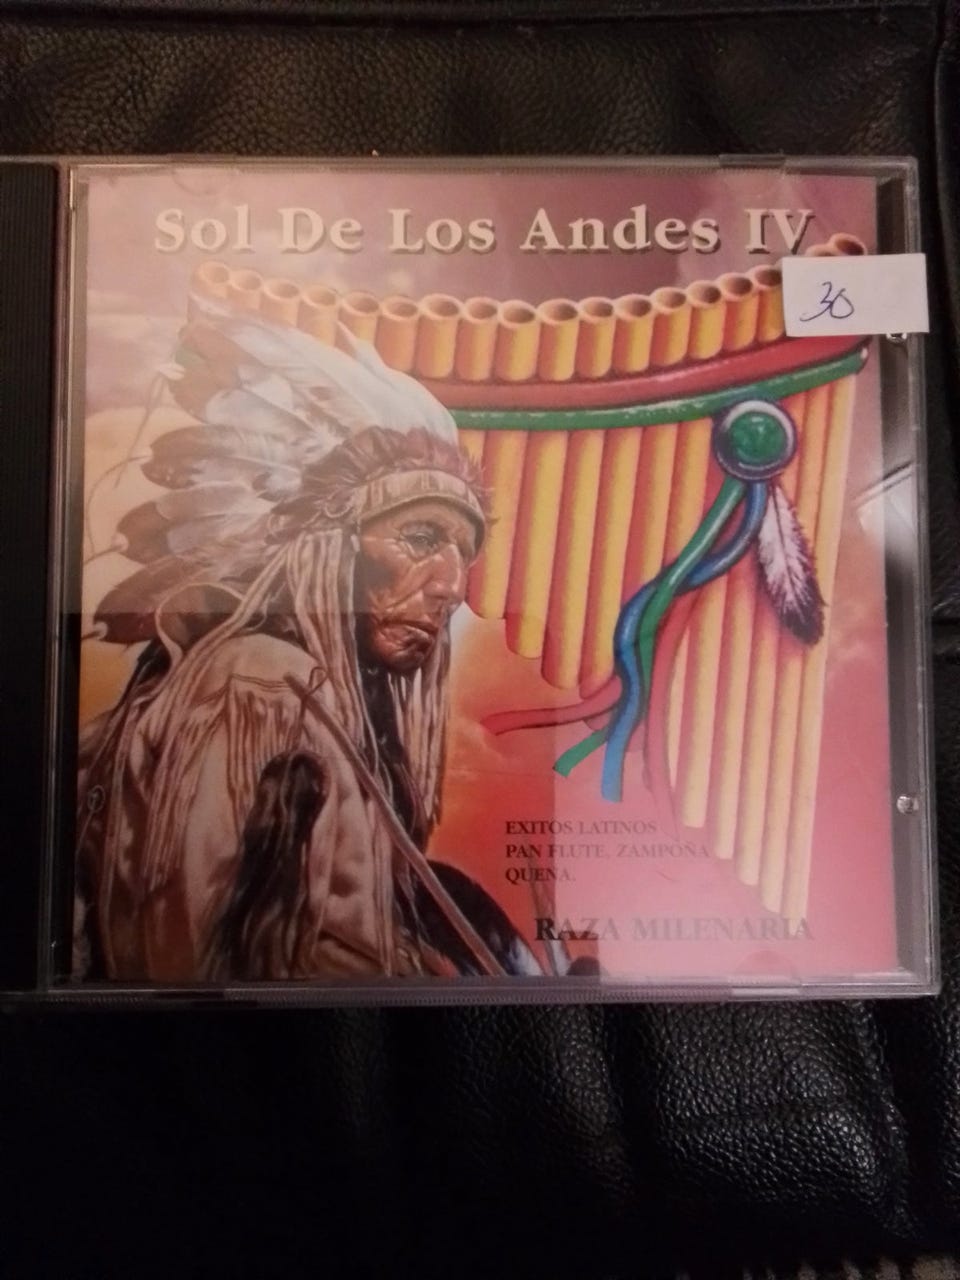 Sol De Los Andes IV
30
EXITOS LATINOS
PAN FLUTE, ZAMPOÑA
QUENA.
RAZA MILENARIA